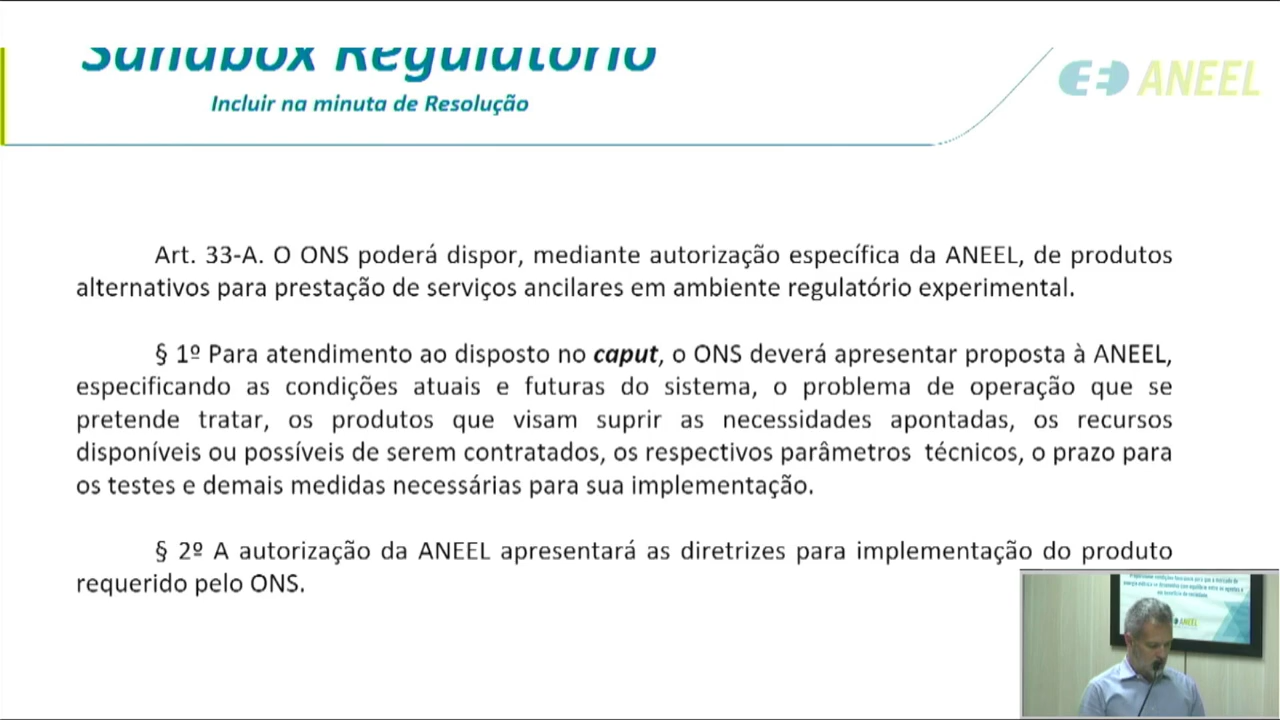 Sandbox Regulatório
Incluir na minuta de Resolução
ANEEL
Art. 33-A. O ONS poderá dispor, mediante autorização específica da ANEEL, de produtos
alternativos para prestação de serviços ancilares em ambiente regulatório experimental.
§ 1º Para atendimento ao disposto no caput, o ONS deverá apresentar proposta à ANEEL,
especificando as condições atuais e futuras do sistema, o problema de operação que se
pretende tratar, os produtos que visam suprir as necessidades apontadas, os recursos
disponíveis ou possíveis de serem contratados, os respectivos parâmetros técnicos, o prazo para
os testes e demais medidas necessárias para sua implementação.
§ 2º A autorização da ANEEL apresentará as diretrizes para implementação do produto
requerido pelo ONS.
ANEEL